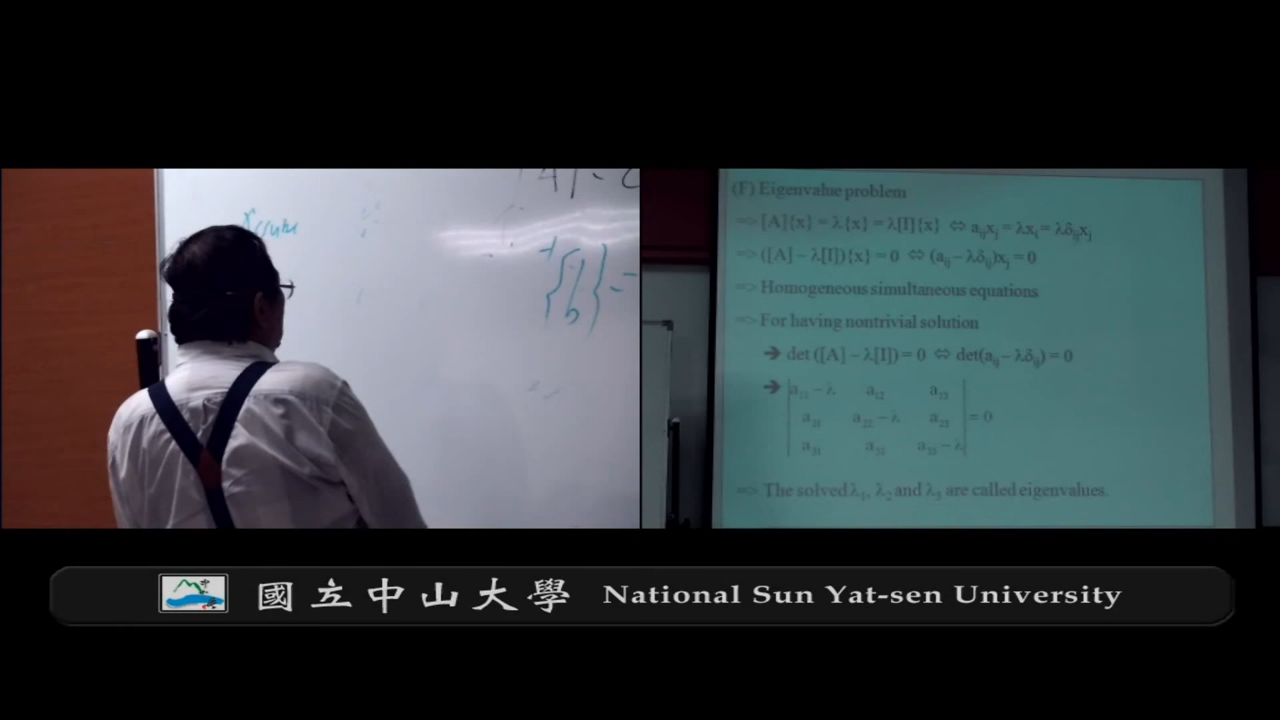 Assume
(F) Eigenvalue problem
=> [A]{x} = λ{x} = λ[I]{x} ⇔ aᵢⱼxⱼ = λxᵢ = λδᵢⱼxⱼ
=> ([A] − λ[I]){x} = 0 ⇔ (aᵢⱼ − λδᵢⱼ)xⱼ = 0
=> Homogeneous simultaneous equations
=> For having nontrivial solution
➔ det ([A] − λ[I]) = 0 ⇔ det(aᵢⱼ − λδᵢⱼ) = 0
➔ | a₁₁ − λ a₁₂ a₁₃ |
| a₂₁ a₂₂ − λ a₂₃ | = 0
| a₃₁ a₃₂ a₃₃ − λ |
=> The solved λ₁, λ₂ and λ₃ are called eigenvalues.
國立中山大學 National Sun Yat-sen University